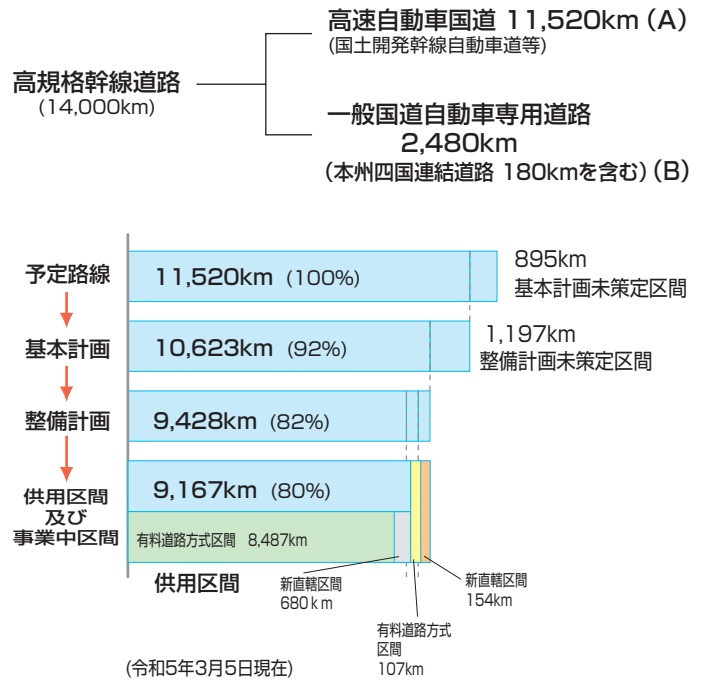 高速自動車国道 11,520km (A)
(国土開発幹線自動車道等)
高規格幹線道路
(14,000km)
一般国道自動車専用道路
2,480km
(本州四国連結道路 180kmを含む) (B)
予定路線
11,520km (100%)
895km
基本計画未策定区間
基本計画
10,623km (92%)
1,197km
整備計画未策定区間
整備計画
9,428km (82%)
供用区間
及び
事業中区間
9,167km (80%)
有料道路方式区間 8,487km
供用区間
新直轄区間
680km
有料道路方式
区間
107km
新直轄区間
154km
(令和5年3月5日現在)